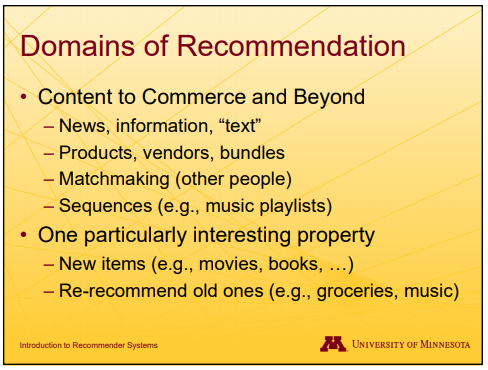 Domains of Recommendation
• Content to Commerce and Beyond
– News, information, “text”
– Products, vendors, bundles
– Matchmaking (other people)
– Sequences (e.g., music playlists)
• One particularly interesting property
– New items (e.g., movies, books, …)
– Re-recommend old ones (e.g., groceries, music)
Introduction to Recommender Systems
M UNIVERSITY OF MINNESOTA